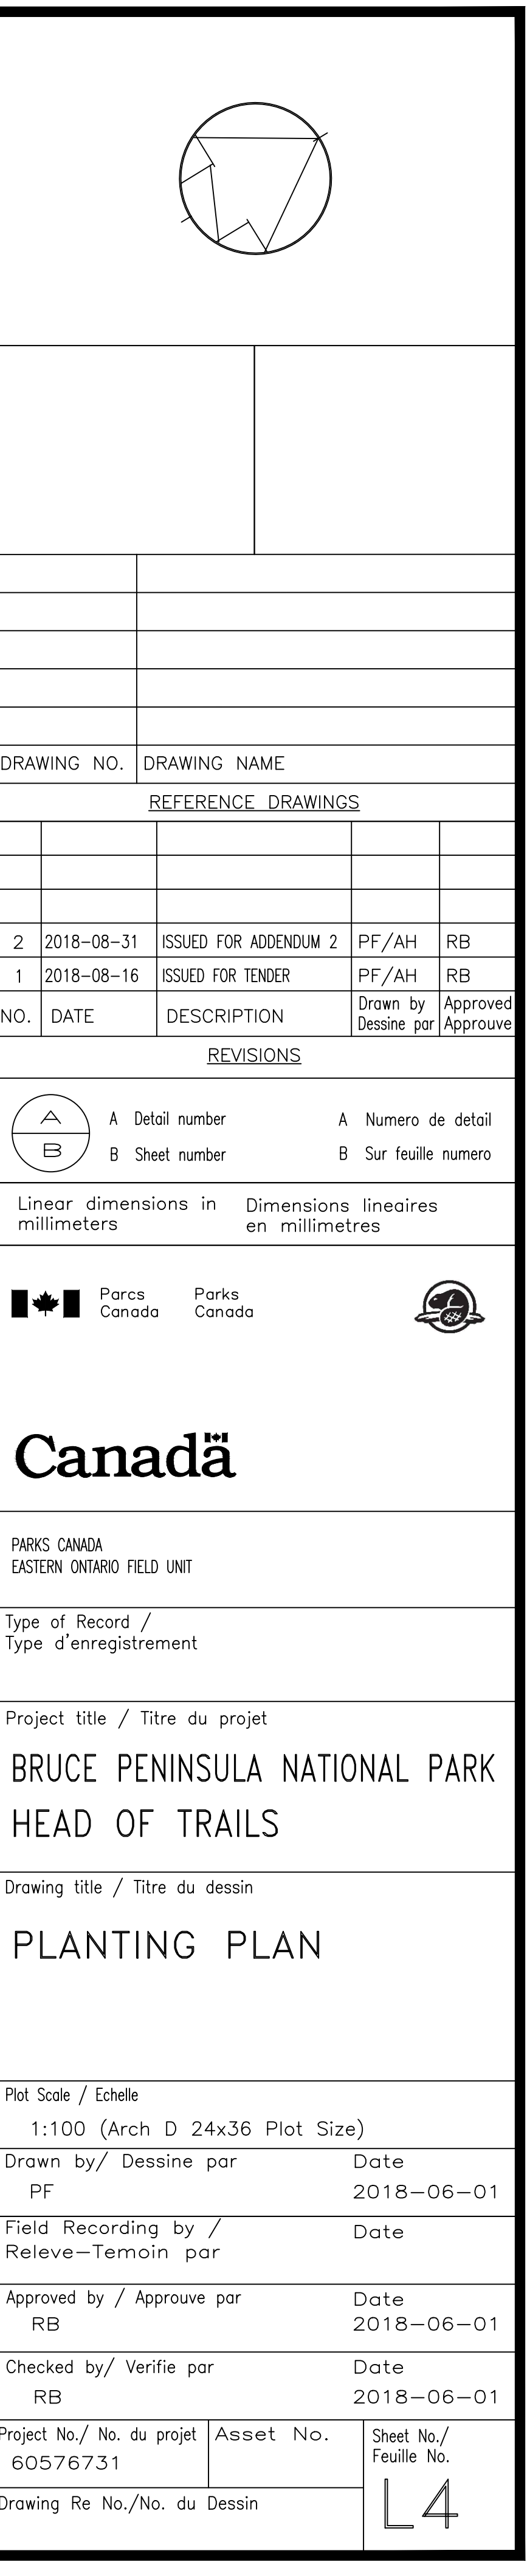 DRAWING NO. DRAWING NAME
REFERENCE DRAWINGS
2 2018-08-31 ISSUED FOR ADDENDUM 2 PF/AH RB
1 2018-08-16 ISSUED FOR TENDER PF/AH RB
NO. DATE DESCRIPTION Drawn by Approved
Dessine par Approuve
REVISIONS
A A Detail number A Numero de detail
B B Sheet number B Sur feuille numero
Linear dimensions in Dimensions lineaires
millimeters en millimetres
Parcs Parks
Canada Canada
Canada
PARKS CANADA
EASTERN ONTARIO FIELD UNIT
Type of Record /
Type d'enregistrement
Project title / Titre du projet
BRUCE PENINSULA NATIONAL PARK
HEAD OF TRAILS
Drawing title / Titre du dessin
PLANTING PLAN
Plot Scale / Echelle
1:100 (Arch D 24x36 Plot Size)
Drawn by/ Dessine par Date
PF 2018-06-01
Field Recording by / Date
Releve-Temoin par
Approved by / Approuve par Date
RB 2018-06-01
Checked by/ Verifie par Date
RB 2018-06-01
Project No./ No. du projet Asset No. Sheet No./
60576731 Feuille No.
Drawing Re No./No. du Dessin L4